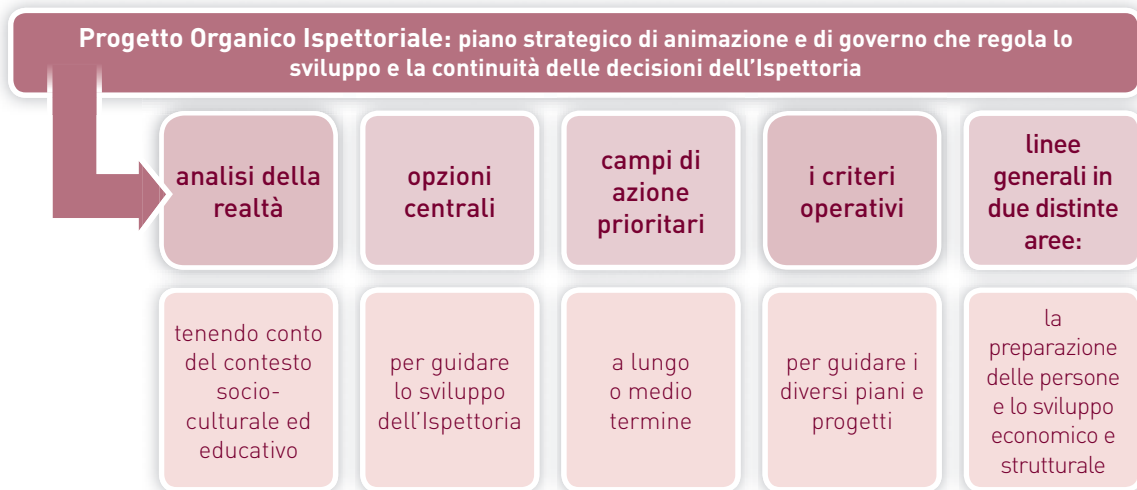 Progetto Organico Ispettoriale: piano strategico di animazione e di governo che regola lo
sviluppo e la continuità delle decisioni dell’Ispettoria
analisi della
realtà
opzioni
centrali
campi di
azione
prioritari
i criteri
operativi
linee
generali in
due distinte
aree:
tenendo conto
del contesto
socio-
culturale ed
educativo
per guidare
lo sviluppo
dell’Ispettoria
a lungo
o medio
termine
per guidare i
diversi piani e
progetti
la
preparazione
delle persone
e lo sviluppo
economico e
strutturale